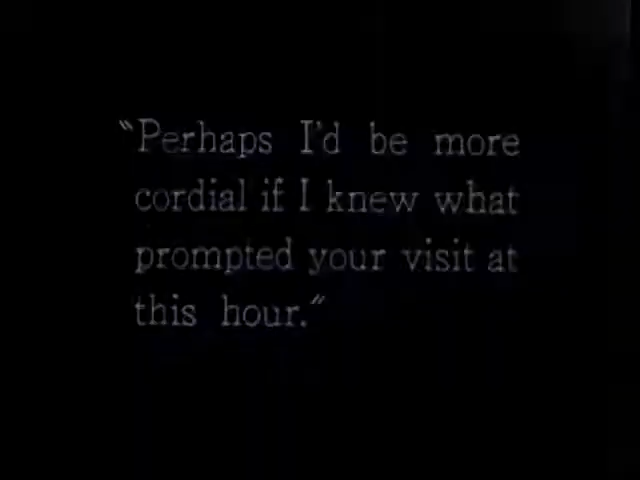 "Perhaps I'd be more
cordial if I knew what
prompted your visit at
this hour."